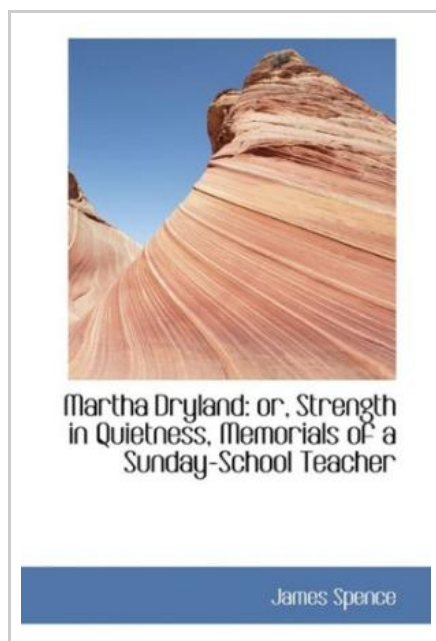 Martha Dryland: or, Strength
in Quietness, Memorials of a
Sunday-School Teacher
James Spence